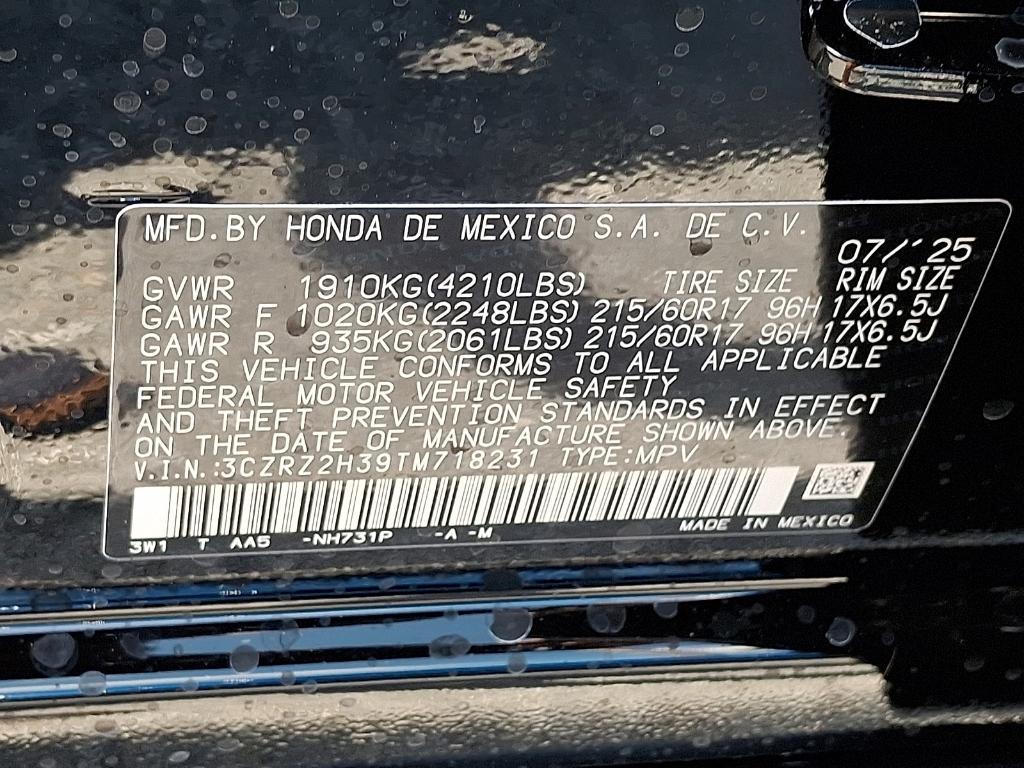 MFD.BY HONDA DE MEXICO S.A. DE C.V.
07/'25
GVWR 1910KG(4210LBS) TIRE SIZE RIM SIZE
GAWR F 1020KG(2248LBS) 215/60R17 96H 17X6.5J
GAWR R 935KG(2061LBS) 215/60R17 96H 17X6.5J
THIS VEHICLE CONFORMS TO ALL APPLICABLE
FEDERAL MOTOR VEHICLE SAFETY
AND THEFT PREVENTION STANDARDS IN EFFECT
ON THE DATE OF MANUFACTURE SHOWN ABOVE.
V.I.N.:3CZRZ2H39TM718231 TYPE:MPV
MADE IN MEXICO
3W1 T AA5 -NH731P -A -M